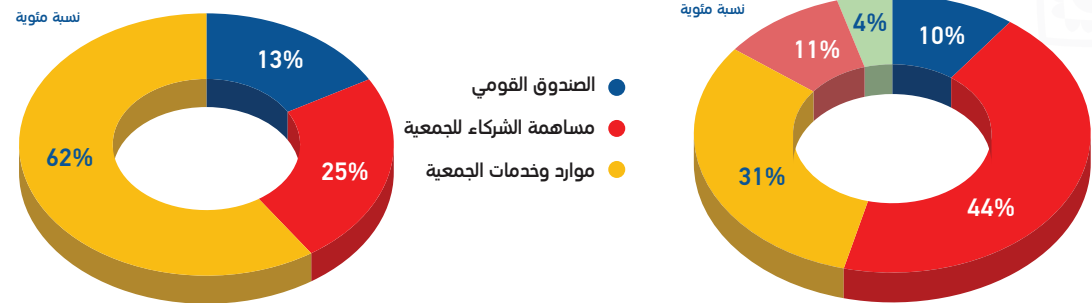 نسبة مئوية
4%
10%
11%
31%
44%
نسبة مئوية
13%
62%
25%
الصندوق القومي
مساهمة الشركاء للجمعية
موارد وخدمات الجمعية